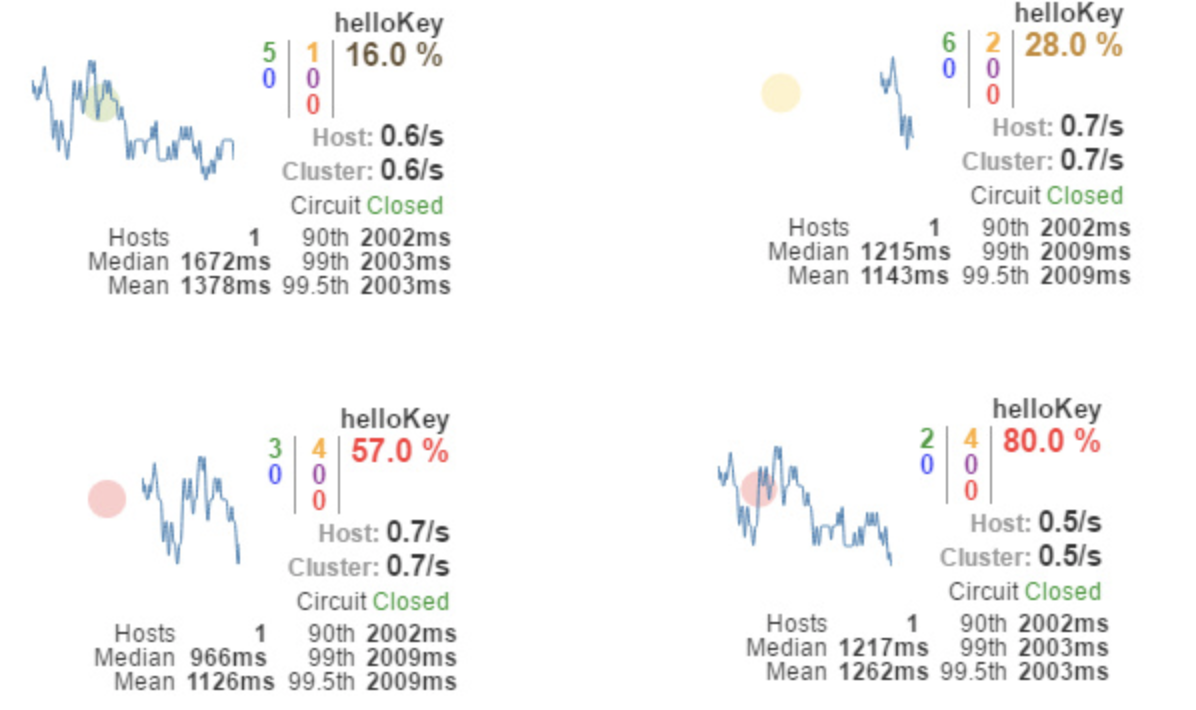 helloKey
5 1 16.0 %
0 0
0
Host: 0.6/s
Cluster: 0.6/s
Circuit Closed
Hosts 1 90th 2002ms
Median 1672ms 99th 2003ms
Mean 1378ms 99.5th 2003ms
helloKey
6 2 28.0 %
0 0
0
Host: 0.7/s
Cluster: 0.7/s
Circuit Closed
Hosts 1 90th 2002ms
Median 1215ms 99th 2009ms
Mean 1143ms 99.5th 2009ms
helloKey
3 4 57.0 %
0 0
0
Host: 0.7/s
Cluster: 0.7/s
Circuit Closed
Hosts 1 90th 2002ms
Median 966ms 99th 2009ms
Mean 1126ms 99.5th 2009ms
helloKey
2 4 80.0 %
0 0
0
Host: 0.5/s
Cluster: 0.5/s
Circuit Closed
Hosts 1 90th 2002ms
Median 1217ms 99th 2003ms
Mean 1262ms 99.5th 2003ms